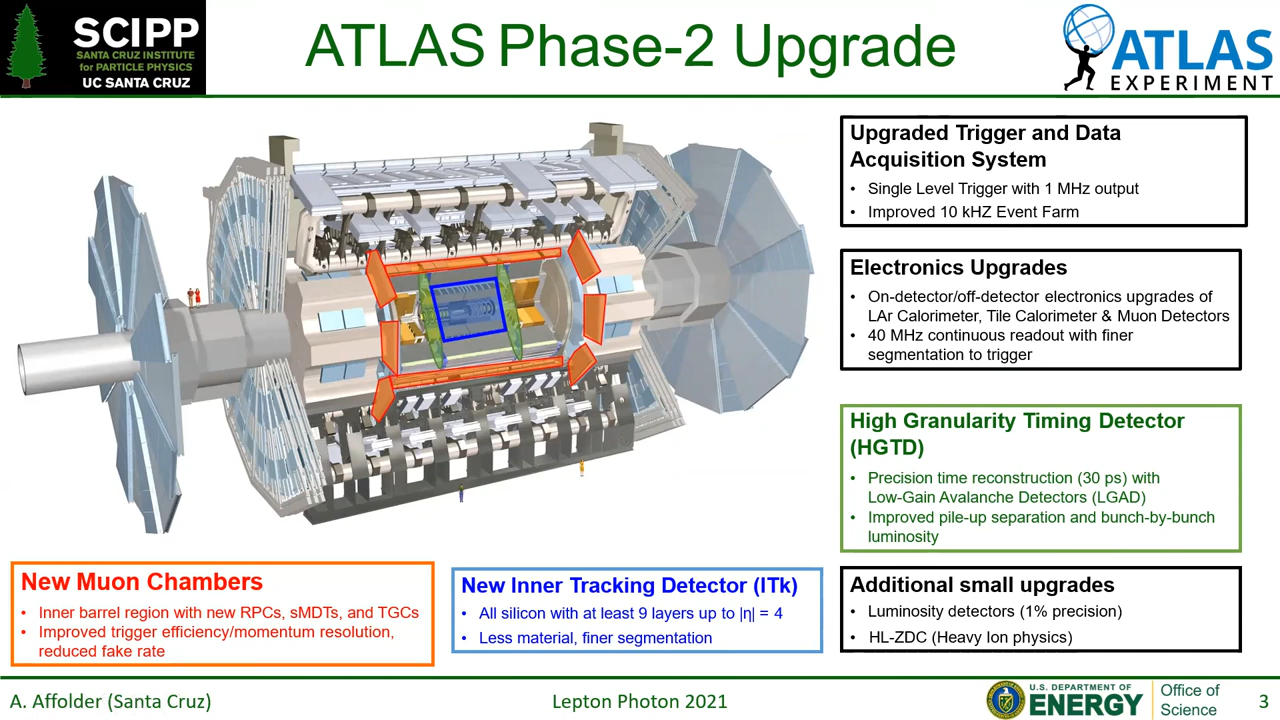 SCIPP
SANTA CRUZ INSTITUTE
for PARTICLE PHYSICS
UC SANTA CRUZ
ATLAS Phase-2 Upgrade
ATLAS
EXPERIMENT
Upgraded Trigger and Data
Acquisition System
• Single Level Trigger with 1 MHz output
• Improved 10 kHZ Event Farm
Electronics Upgrades
• On-detector/off-detector electronics upgrades of
LAr Calorimeter, Tile Calorimeter & Muon Detectors
• 40 MHz continuous readout with finer
segmentation to trigger
High Granularity Timing Detector
(HGTD)
• Precision time reconstruction (30 ps) with
Low-Gain Avalanche Detectors (LGAD)
• Improved pile-up separation and bunch-by-bunch
luminosity
New Muon Chambers
• Inner barrel region with new RPCs, sMDTs, and TGCs
• Improved trigger efficiency/momentum resolution,
reduced fake rate
New Inner Tracking Detector (ITk)
• All silicon with at least 9 layers up to |η| = 4
• Less material, finer segmentation
Additional small upgrades
• Luminosity detectors (1% precision)
• HL-ZDC (Heavy Ion physics)
A. Affolder (Santa Cruz)
Lepton Photon 2021
U.S. DEPARTMENT OF
ENERGY
Office of
Science
3